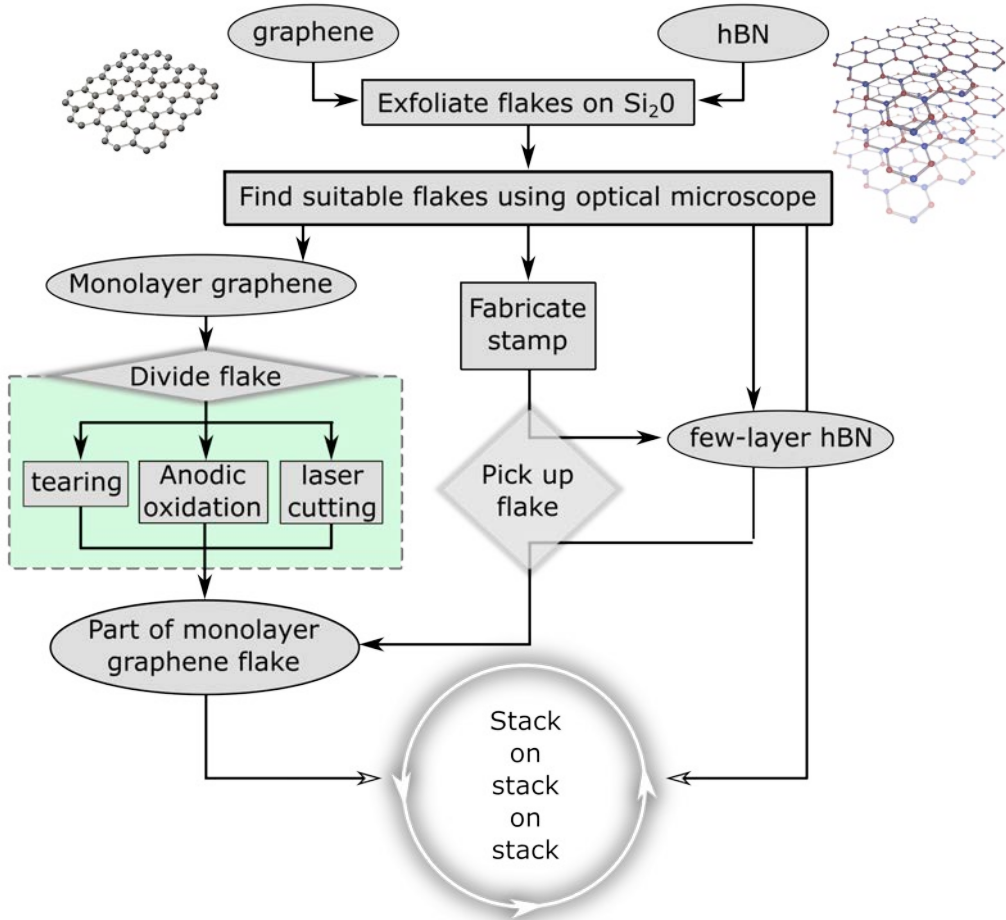 graphene
hBN
Exfoliate flakes on Si₂0
Find suitable flakes using optical microscope
Monolayer graphene
Fabricate
stamp
Divide flake
few-layer hBN
tearing
Anodic
oxidation
laser
cutting
Pick up
flake
Part of monolayer
graphene flake
Stack
on
stack
on
stack